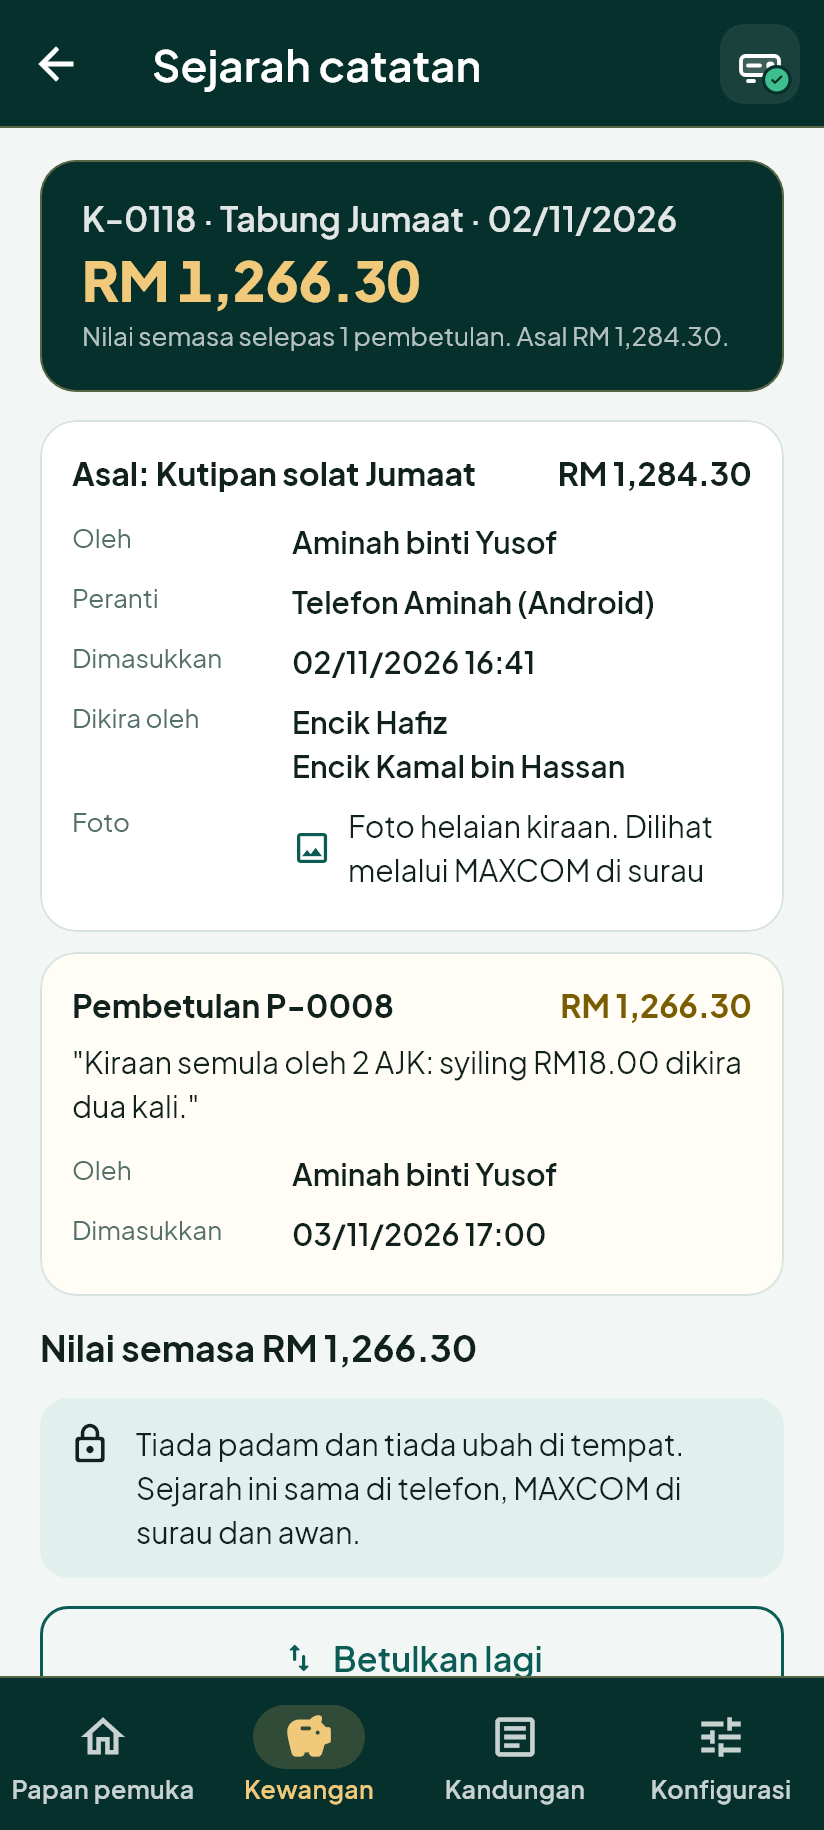 Sejarah catatan
K-0118 · Tabung Jumaat · 02/11/2026
RM 1,266.30
Nilai semasa selepas 1 pembetulan. Asal RM 1,284.30.
Asal: Kutipan solat Jumaat RM 1,284.30
Oleh Aminah binti Yusof
Peranti Telefon Aminah (Android)
Dimasukkan 02/11/2026 16:41
Dikira oleh Encik Hafiz
Encik Kamal bin Hassan
Foto Foto helaian kiraan. Dilihat
melalui MAXCOM di surau
Pembetulan P-0008 RM 1,266.30
"Kiraan semula oleh 2 AJK: syiling RM18.00 dikira
dua kali."
Oleh Aminah binti Yusof
Dimasukkan 03/11/2026 17:00
Nilai semasa RM 1,266.30
Tiada padam dan tiada ubah di tempat.
Sejarah ini sama di telefon, MAXCOM di
surau dan awan.
Betulkan lagi
Papan pemuka Kewangan Kandungan Konfigurasi